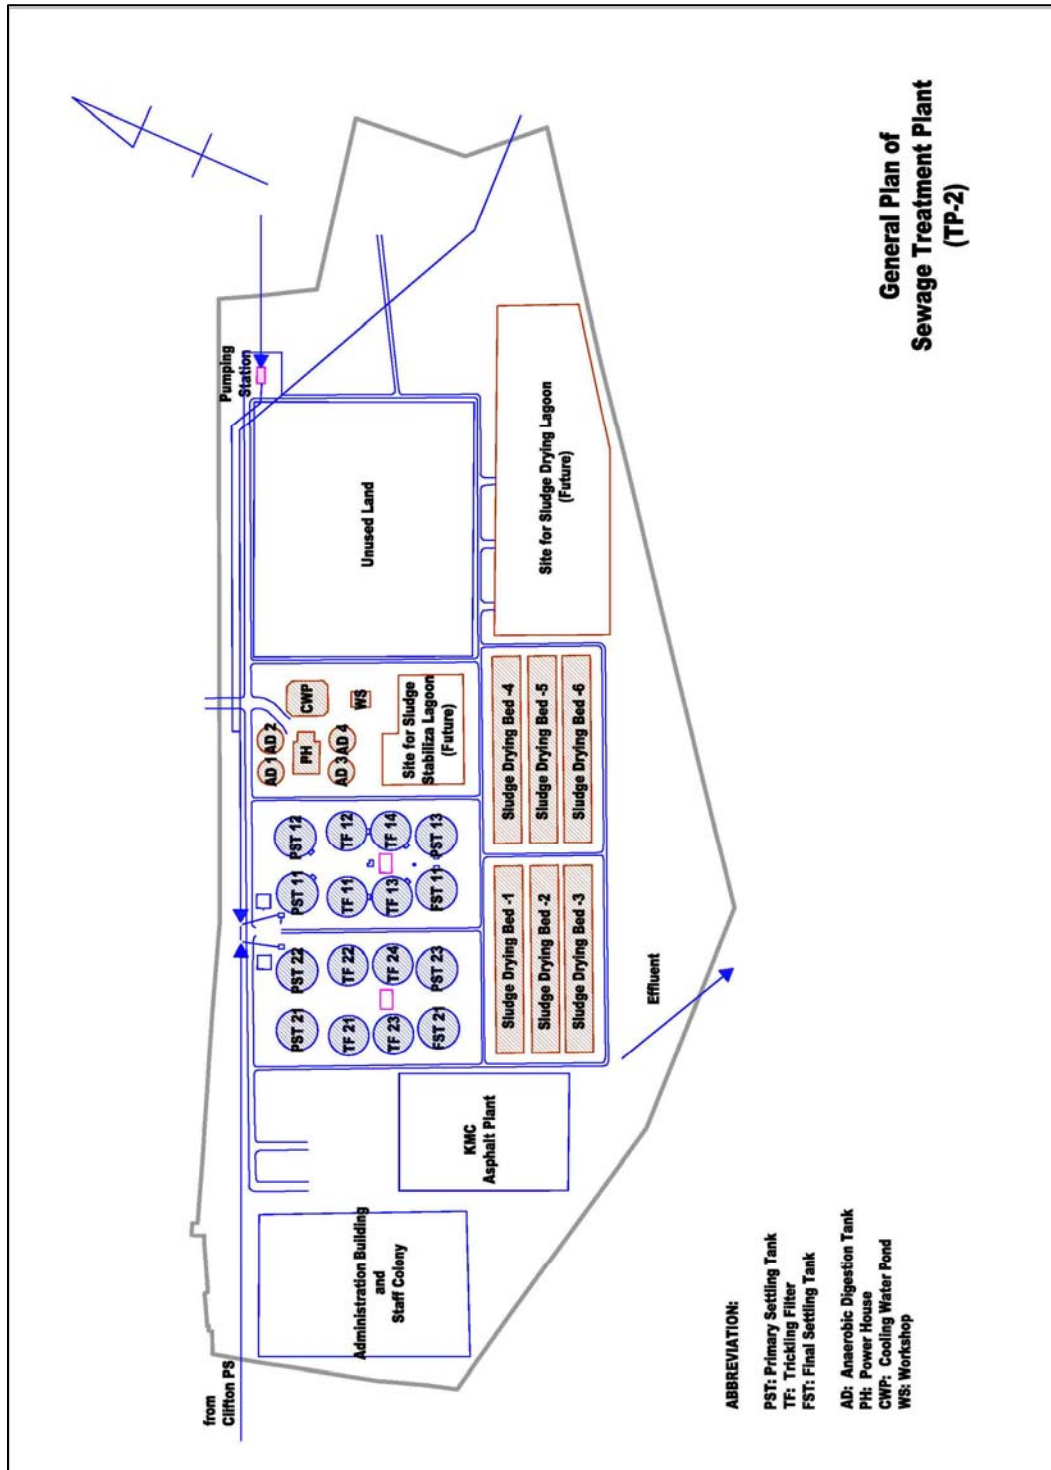 General Plan of
Sewage Treatment Plant
(TP-2)
Pumping
Station
Unused Land
Site for Sludge Drying Lagoon
(Future)
AD 1
AD 2
CWP
PH
WS
AD 3
AD 4
Site for Sludge
Stabiliza Lagoon
(Future)
PST 11
PST 12
TF 11
TF 12
TF 13
TF 14
FST 11
PST 13
PST 21
PST 22
TF 21
TF 22
TF 23
TF 24
FST 21
PST 23
Sludge Drying Bed -4
Sludge Drying Bed -5
Sludge Drying Bed -6
Sludge Drying Bed -1
Sludge Drying Bed -2
Sludge Drying Bed -3
Effluent
KMC
Asphalt Plant
Administration Building
and
Staff Colony
from
Clifton PS
ABBREVIATION:
PST: Primary Settling Tank
TF: Trickling Filter
FST: Final Settling Tank
AD: Anaerobic Digestion Tank
PH: Power House
CWP: Cooling Water Pond
WS: Workshop